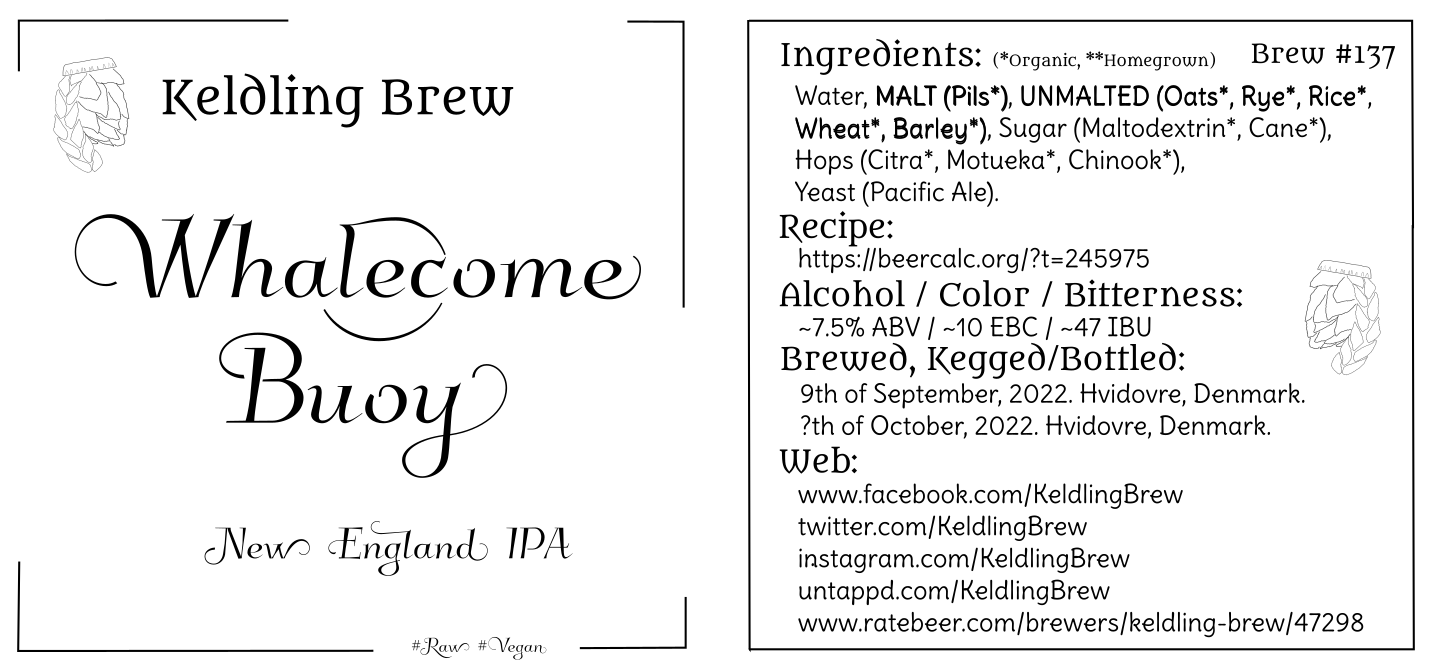 Keldling Brew
Whalecome
Buoy
New England IPA
#Raw #Vegan
Ingredients: (*Organic, **Homegrown) Brew #137
Water, MALT (Pils*), UNMALTED (Oats*, Rye*, Rice*,
Wheat*, Barley*), Sugar (Maltodextrin*, Cane*),
Hops (Citra*, Motueka*, Chinook*),
Yeast (Pacific Ale).
Recipe:
https://beercalc.org/?t=245975
Alcohol / Color / Bitterness:
~7.5% ABV / ~10 EBC / ~47 IBU
Brewed, Kegged/Bottled:
9th of September, 2022. Hvidovre, Denmark.
?th of October, 2022. Hvidovre, Denmark.
Web:
www.facebook.com/KeldlingBrew
twitter.com/KeldlingBrew
instagram.com/KeldlingBrew
untappd.com/KeldlingBrew
www.ratebeer.com/brewers/keldling-brew/47298